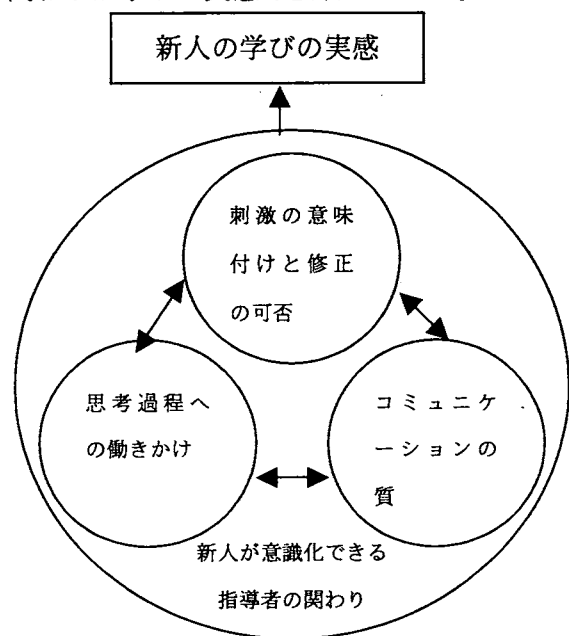 新人の学びの実感
刺激の意味
付けと修正
の可否
思考過程へ
の働きかけ
コミュニケ
ーションの
質
新人が意識化できる
指導者の関わり